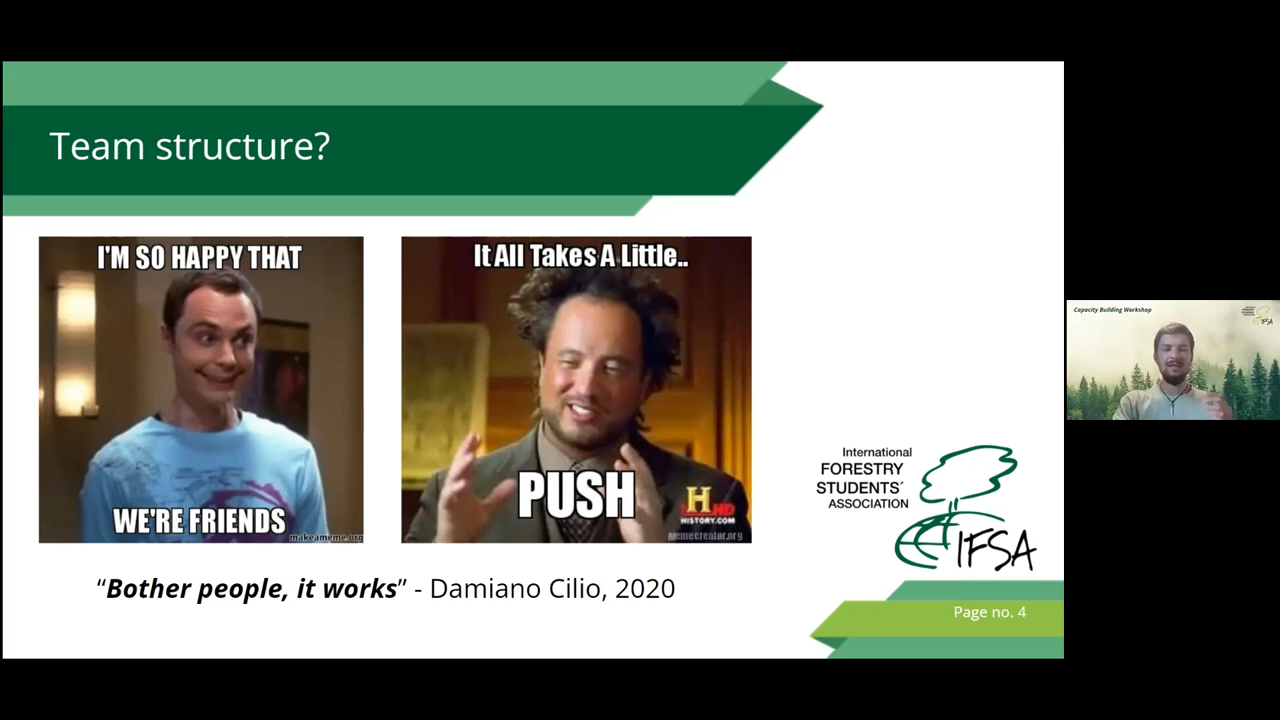 Team structure?
I'M SO HAPPY THAT
WE'RE FRIENDS
makeameme.org
It All Takes A Little..
PUSH
H HD
HISTORY.COM
memecreator.org
“Bother people, it works” - Damiano Cilio, 2020
International
FORESTRY
STUDENTS´
ASSOCIATION
IFSA
Page no. 4
Capacity Building Workshop
IFSA